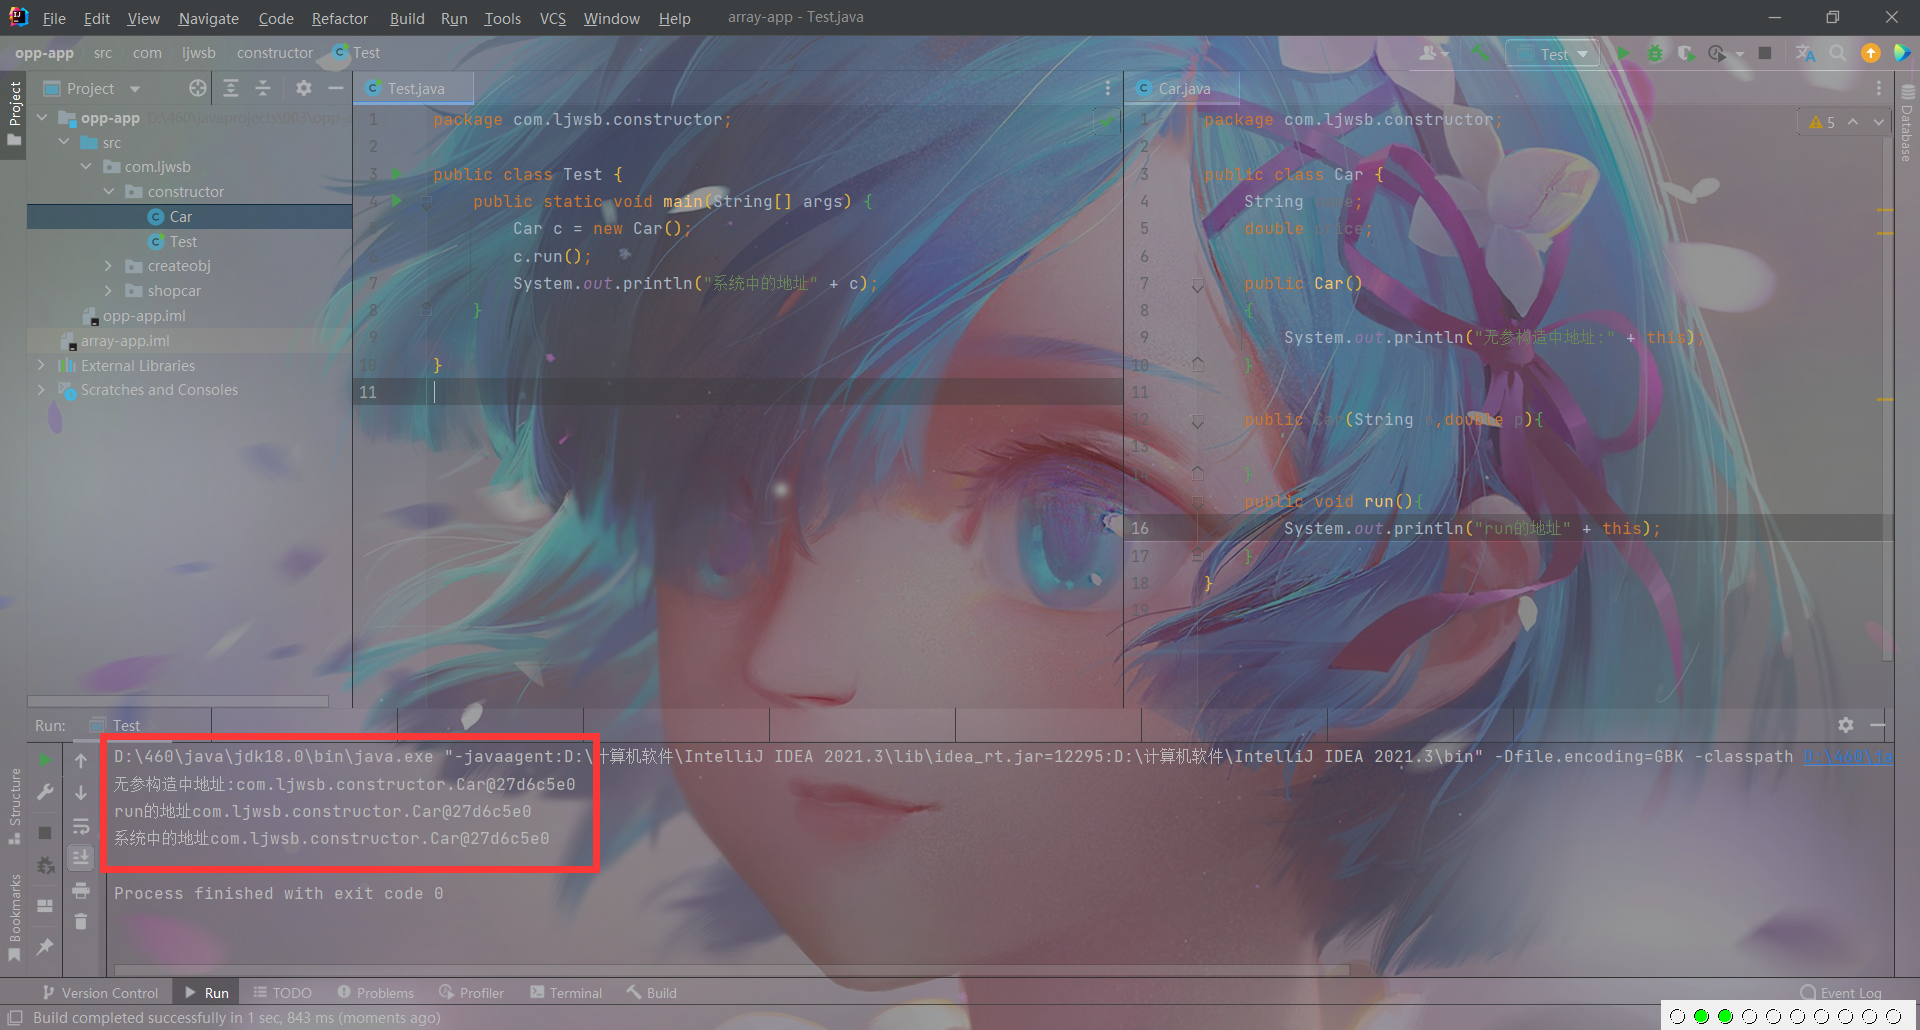 File Edit View Navigate Code Refactor Build Run Tools VCS Window Help array-app - Test.java
opp-app src com ljwsb constructor Test
Test
Project
Project
opp-app D:\460\javaprojects\003\opp-a
src
com.ljwsb
constructor
Car
Test
createobj
shopcar
opp-app.iml
array-app.iml
External Libraries
Scratches and Consoles
Test.java
1 package com.ljwsb.constructor;
2
3 public class Test {
4 public static void main(String[] args) {
5 Car c = new Car();
6 c.run();
7 System.out.println("系统中的地址" + c);
8 }
9
10 }
11
Car.java
5
Database
1 package com.ljwsb.constructor;
2
3 public class Car {
4 String name;
5 double price;
6
7 public Car()
8 {
9 System.out.println("无参构造中地址:" + this);
10 }
11
12 public Car(String n,double p){
13
14 }
15 public void run(){
16 System.out.println("run的地址" + this);
17 }
18 }
19
Run: Test
D:\460\java\jdk18.0\bin\java.exe "-javaagent:D:\计算机软件\IntelliJ IDEA 2021.3\lib\idea_rt.jar=12295:D:\计算机软件\IntelliJ IDEA 2021.3\bin" -Dfile.encoding=GBK -classpath D:\460\ja
无参构造中地址:com.ljwsb.constructor.Car@27d6c5e0
run的地址com.ljwsb.constructor.Car@27d6c5e0
系统中的地址com.ljwsb.constructor.Car@27d6c5e0
Process finished with exit code 0
Structure
Bookmarks
Version Control Run TODO Problems Profiler Terminal Build Event Log
Build completed successfully in 1 sec, 843 ms (moments ago)